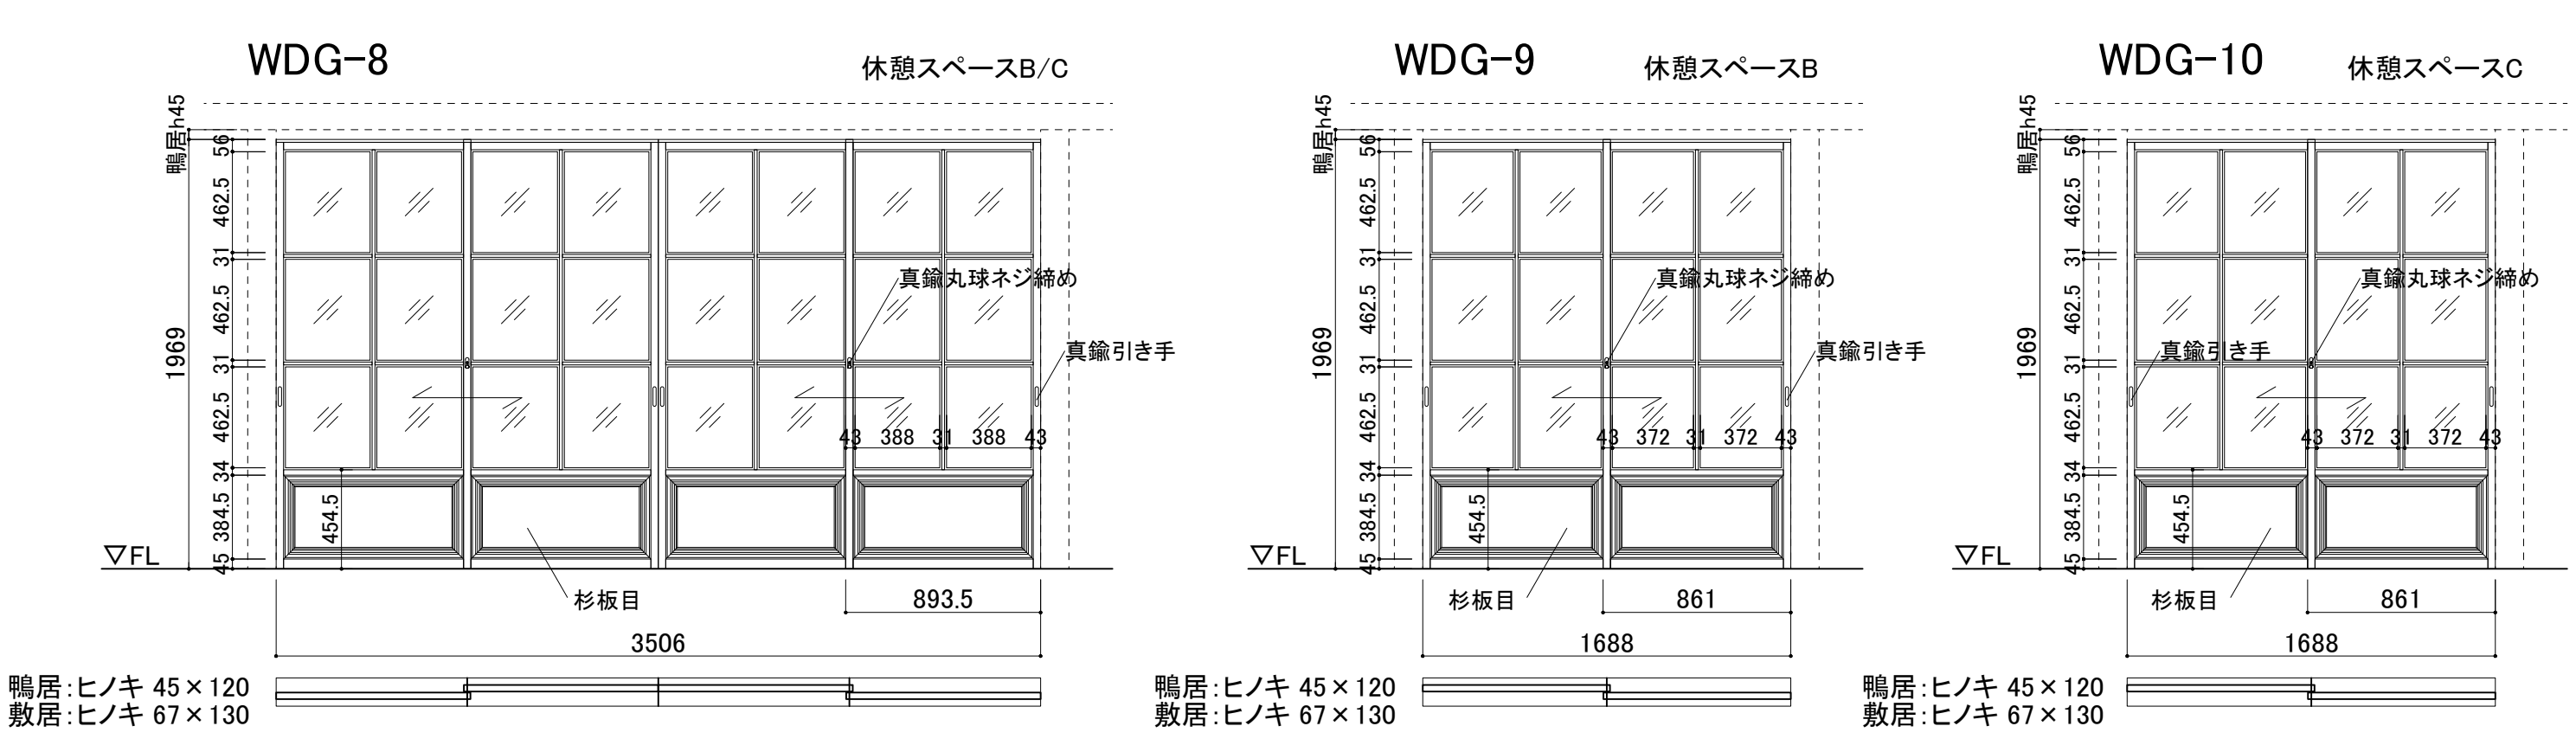 WDG-8
休憩スペースB/C
鴨居h45
56
462.5
31
462.5
31
462.5
34
384.5
45
1969
454.5
真鍮丸球ネジ締め
真鍮引き手
43 388 31 388 43
▽FL
杉板目
893.5
3506
鴨居:ヒノキ 45×120
敷居:ヒノキ 67×130
WDG-9
休憩スペースB
鴨居h45
56
462.5
31
462.5
31
462.5
34
384.5
45
1969
454.5
真鍮丸球ネジ締め
真鍮引き手
43 372 31 372 43
▽FL
杉板目
861
1688
鴨居:ヒノキ 45×120
敷居:ヒノキ 67×130
WDG-10
休憩スペースC
鴨居h45
56
462.5
31
462.5
31
462.5
34
384.5
45
1969
454.5
真鍮丸球ネジ締め
真鍮引き手
43 372 31 372 43
▽FL
杉板目
861
1688
鴨居:ヒノキ 45×120
敷居:ヒノキ 67×130